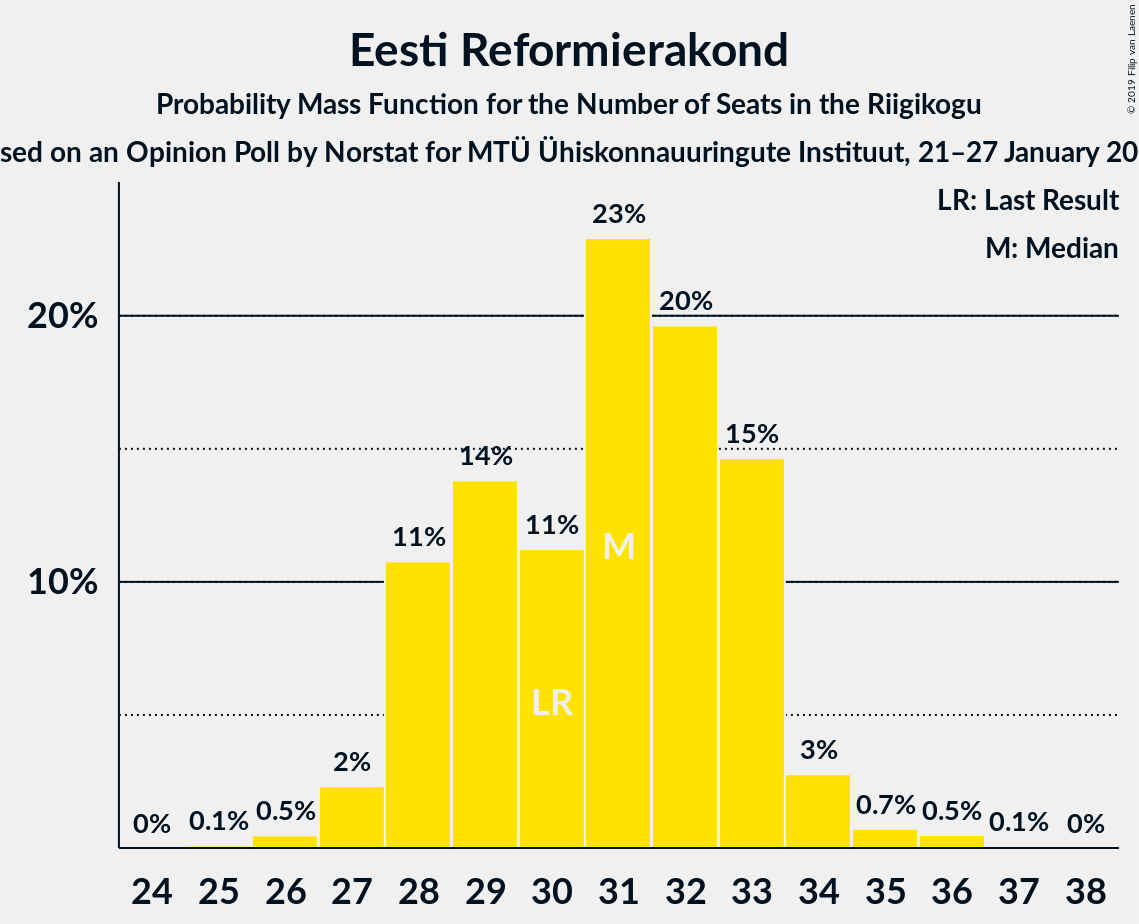 Eesti Reformierakond
Probability Mass Function for the Number of Seats in the Riigikogu
sed on an Opinion Poll by Norstat for MTÜ Ühiskonnauuringute Instituut, 21–27 January 20
© 2019 Filip van Laenen
LR: Last Result
M: Median
20%
10%
0%
0.1%
0.5%
2%
11%
14%
11%
23%
20%
15%
3%
0.7%
0.5%
0.1%
0%
LR
M
24 25 26 27 28 29 30 31 32 33 34 35 36 37 38